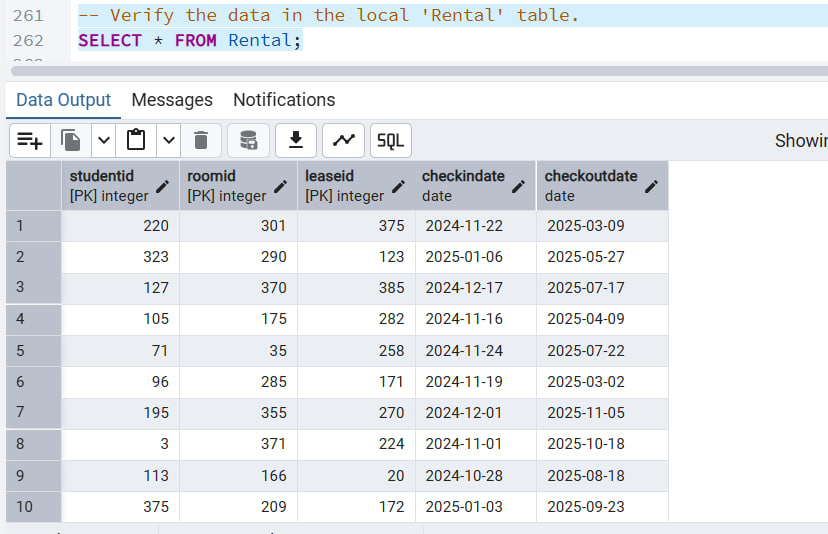 261 -- Verify the data in the local 'Rental' table.
262 SELECT * FROM Rental;
Data Output Messages Notifications
SQL Showin
studentid roomid leaseid checkindate checkoutdate
[PK] integer [PK] integer [PK] integer date date
1 220 301 375 2024-11-22 2025-03-09
2 323 290 123 2025-01-06 2025-05-27
3 127 370 385 2024-12-17 2025-07-17
4 105 175 282 2024-11-16 2025-04-09
5 71 35 258 2024-11-24 2025-07-22
6 96 285 171 2024-11-19 2025-03-02
7 195 355 270 2024-12-01 2025-11-05
8 3 371 224 2024-11-01 2025-10-18
9 113 166 20 2024-10-28 2025-08-18
10 375 209 172 2025-01-03 2025-09-23